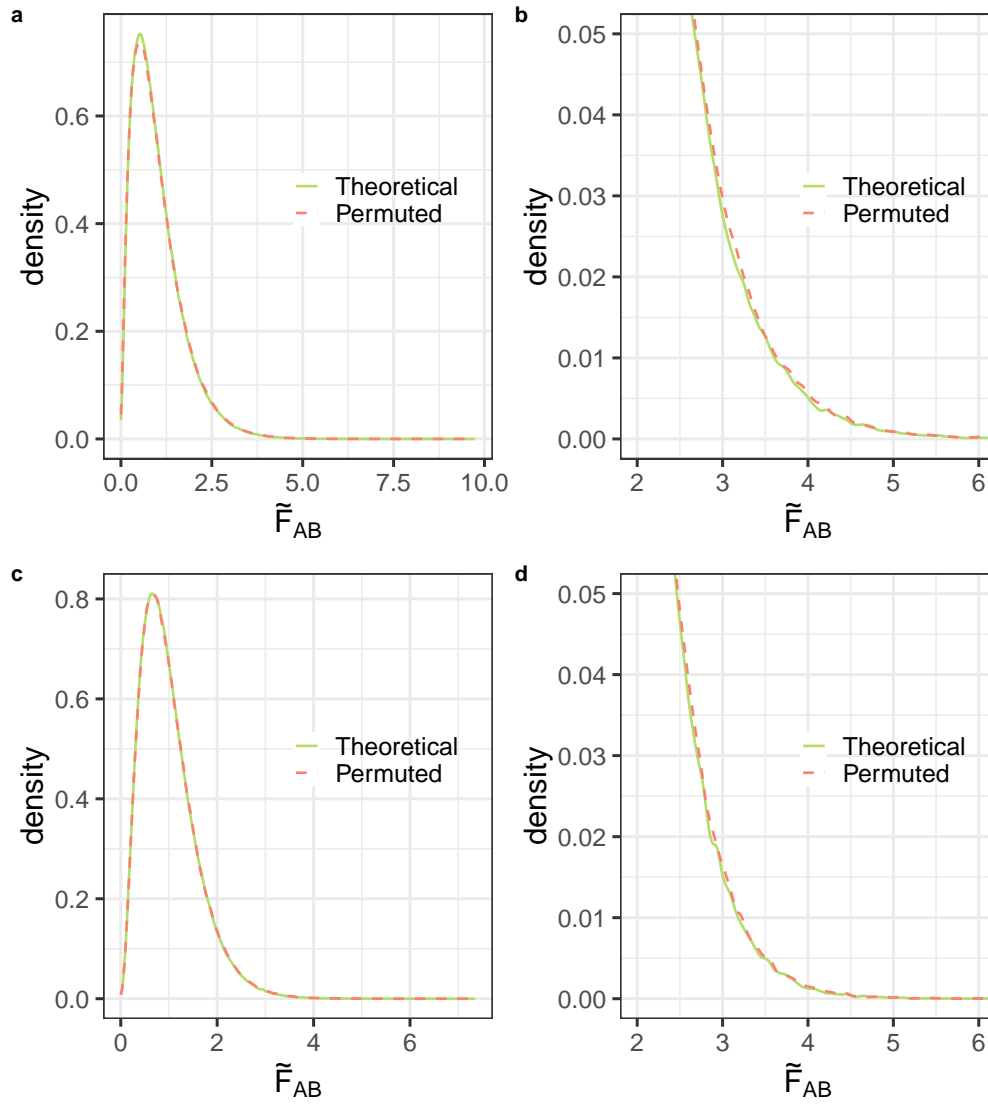 a
density
0.0
0.2
0.4
0.6
0.0
2.5
5.0
7.5
10.0
F̃AB
Theoretical
Permuted
b
density
0.00
0.01
0.02
0.03
0.04
0.05
2
3
4
5
6
F̃AB
Theoretical
Permuted
c
density
0.0
0.2
0.4
0.6
0.8
0
2
4
6
F̃AB
Theoretical
Permuted
d
density
0.00
0.01
0.02
0.03
0.04
0.05
2
3
4
5
6
F̃AB
Theoretical
Permuted